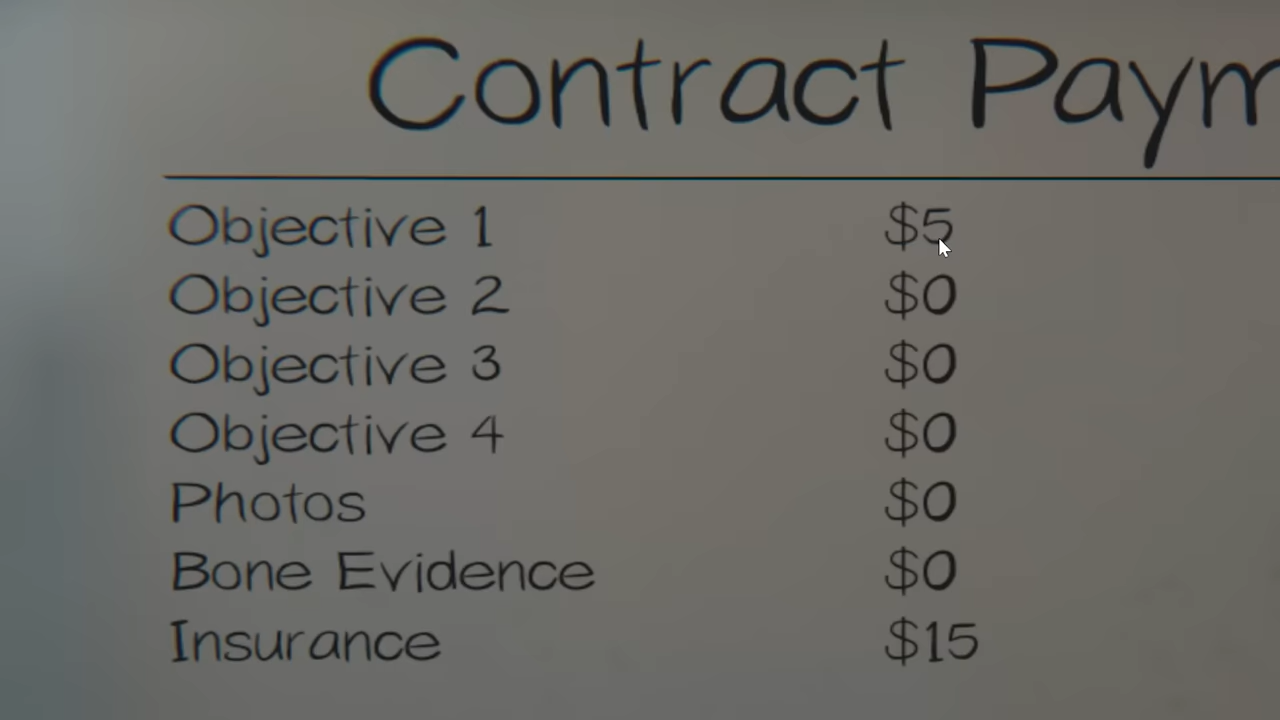 Contract Paym
Objective 1 $5
Objective 2 $0
Objective 3 $0
Objective 4 $0
Photos $0
Bone Evidence $0
Insurance $15